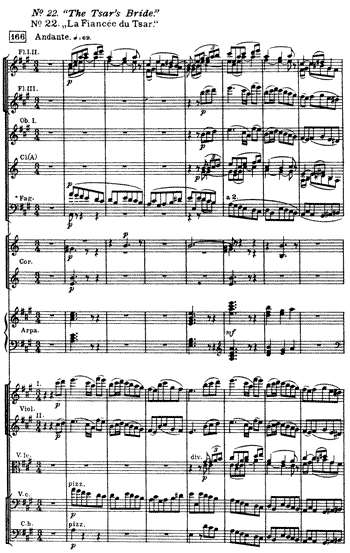 No 22. "The Tsar's Bride."
No 22. „La Fiancée du Tsar."
166 Andante.
Fl.I.II.
p
Fl.III.
p
Ob. I.
Cl(A)
p
*Fag.
a 2
p
p
Cor.
p
Arpa.
mf
I.
p
Viol.
II.
p
V-le.
div.
p
pizz.
V.c.
p
pizz.
C.b.
p